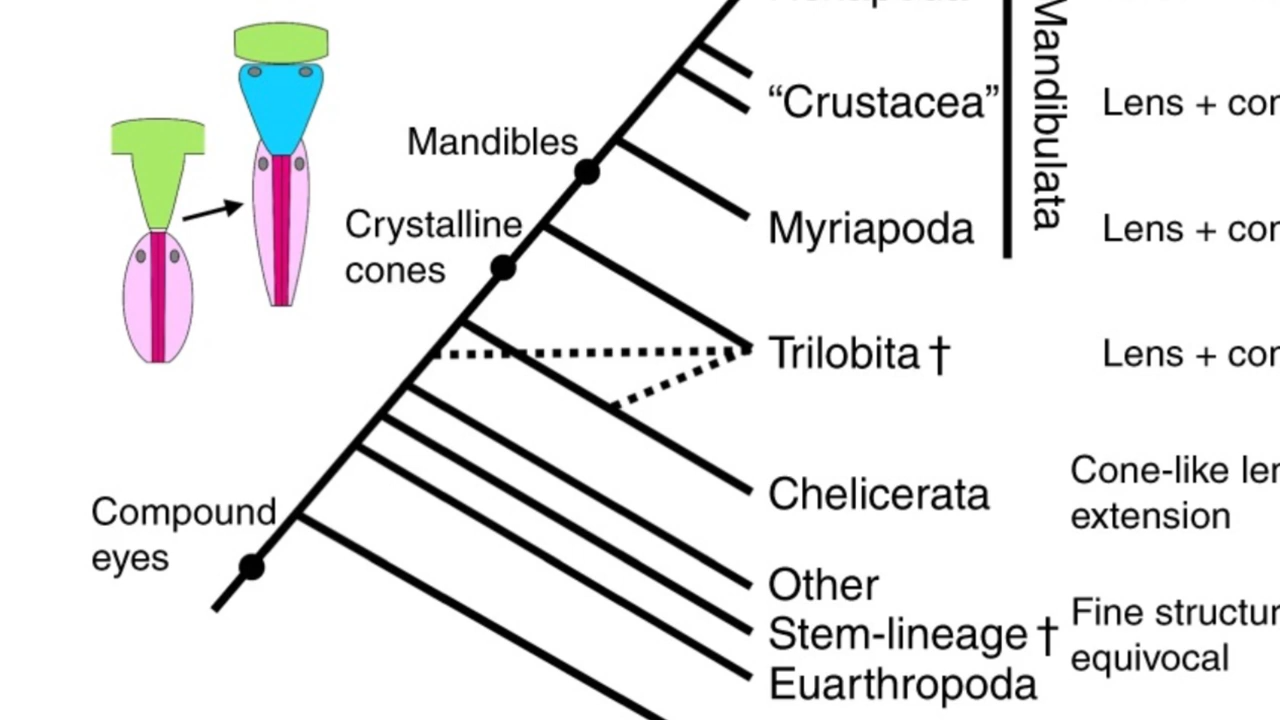 “Crustacea”
Lens + cor
Mandibulata
Mandibles
Myriapoda
Lens + cor
Crystalline
cones
Trilobita †
Lens + cor
Chelicerata
Cone-like ler
extension
Compound
eyes
Other
Stem-lineage †
Euarthropoda
Fine structur
equivocal